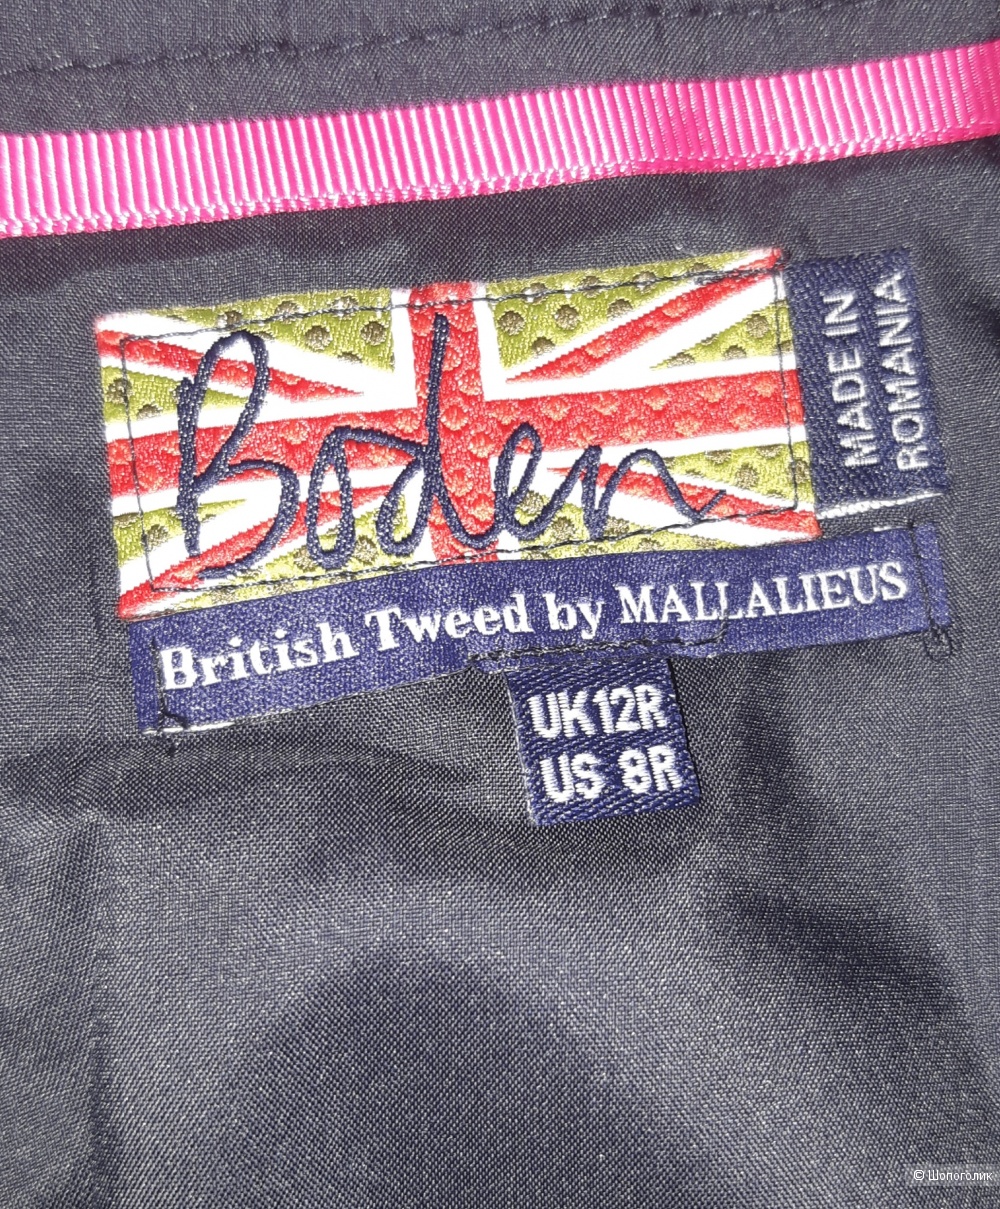 Boden
MADE IN
ROMANIA
British Tweed by MALLALIEUS
UK12R
US 8R
© Шопоголик